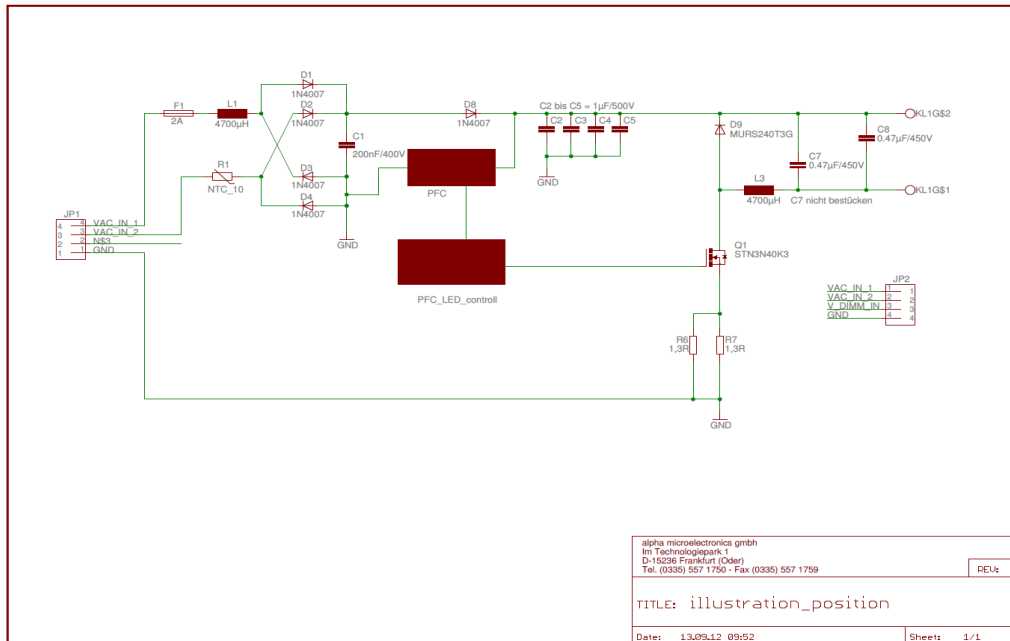 D1
1N4007
D2
1N4007
F1
2A
L1
4700µH
C1
200nF/400V
R1
NTC_10
D3
1N4007
D4
1N4007
GND
D8
1N4007
PFC
PFC_LED_controll
C2 bis C5 = 1µF/500V
C2
C3
C4
C5
GND
D9
MURS240T3G
C8
0.47µF/450V
C7
0.47µF/450V
KL1G$2
L3
4700µH
C7 nicht bestücken
KL1G$1
JP1
4
4
VAC_IN_1
3
3
VAC_IN_2
2
2
N$3
1
1
GND
Q1
STN3N40K3
JP2
VAC_IN_1
1
1
VAC_IN_2
2
2
V_DIMM_IN
3
3
GND
4
4
R6
1,3R
R7
1,3R
GND
alpha microelectronics gmbh
Im Technologiepark 1
D-15236 Frankfurt (Oder)
Tel. (0335) 557 1750 - Fax (0335) 557 1759
REV:
TITLE: illustration_position
Date: 13.09.12 09:52
Sheet: 1/1